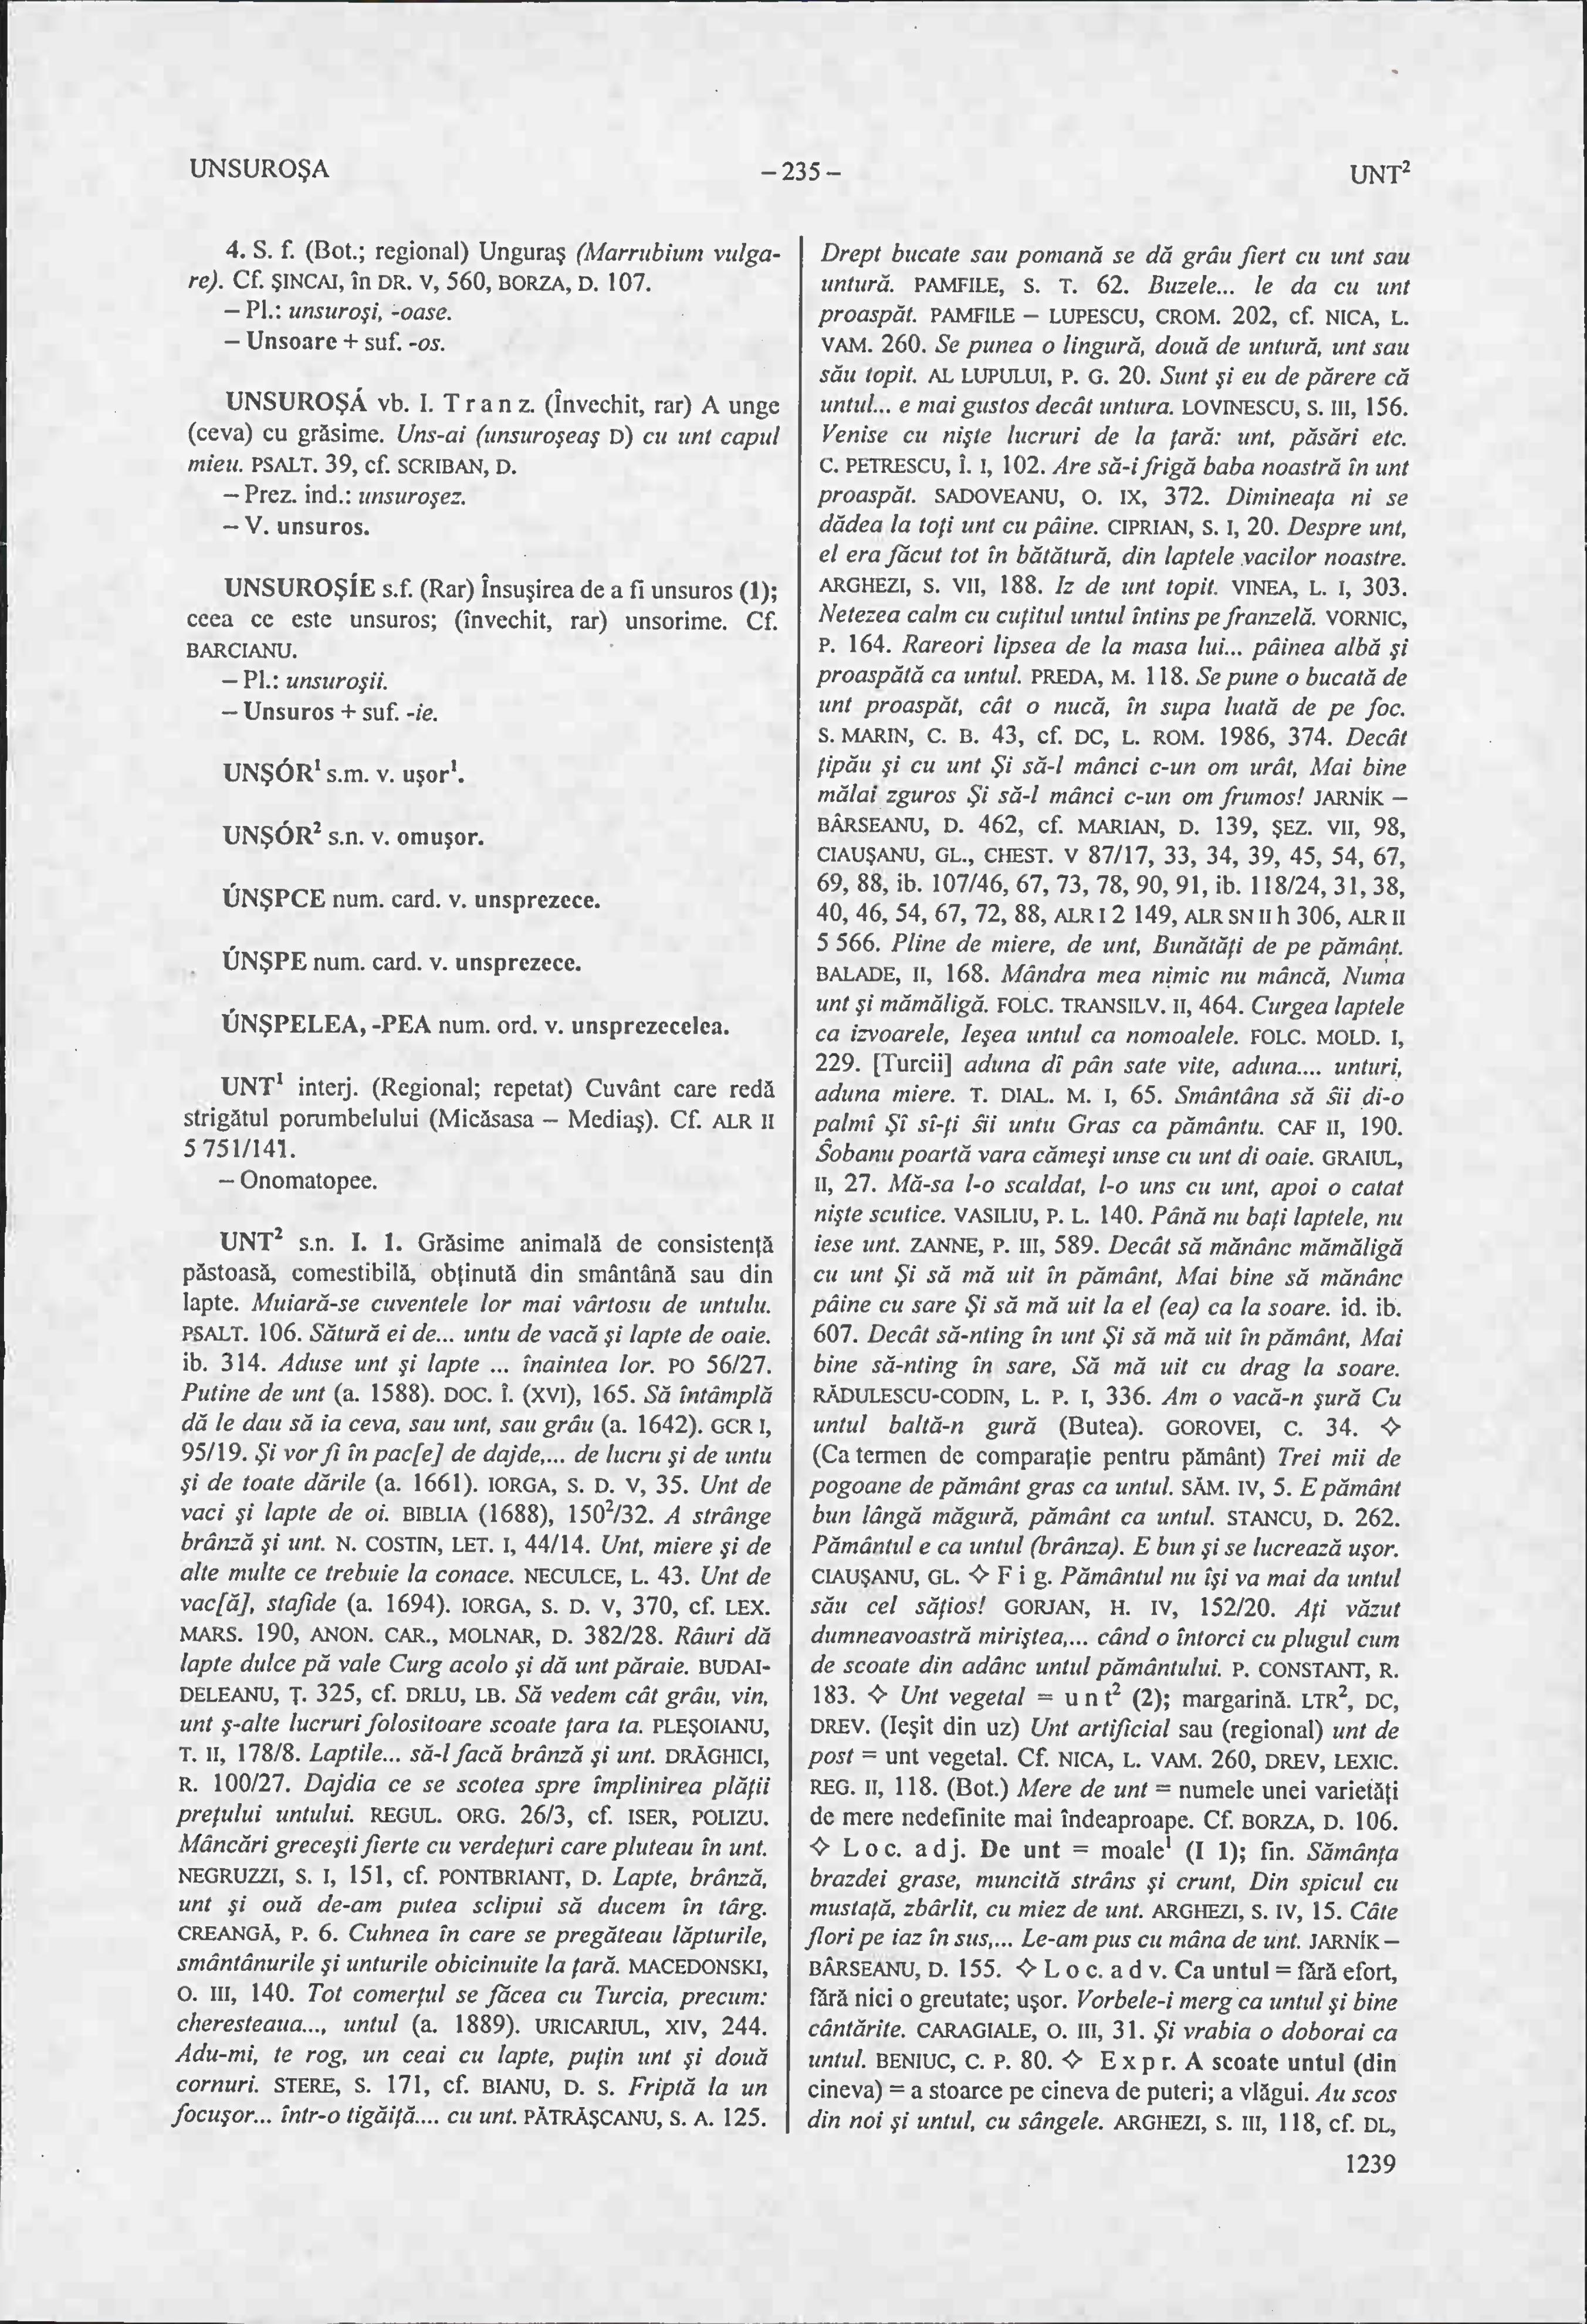 UNSUROŞA
– 235 –
UNT²
4. S. f. (Bot.; regional) Unguraş (Marrubium vulga-
re). Cf. ŞINCAI, în DR. V, 560, BORZA, D. 107.
– Pl.: unsuroşi, -oase.
– Unsoare + suf. -os.
UNSUROŞÁ vb. I. T r a n z. (Învechit, rar) A unge
(ceva) cu grăsime. Uns-ai (unsuroşeaş D) cu unt capul
mieu. PSALT. 39, cf. SCRIBAN, D.
– Prez. ind.: unsuroşez.
– V. unsuros.
UNSUROŞÍE s.f. (Rar) Însuşirea de a fi unsuros (1);
ceea ce este unsuros; (învechit, rar) unsorime. Cf.
BARCIANU.
– Pl.: unsuroşii.
– Unsuros + suf. -ie.
UNŞÓR¹ s.m. v. uşor¹.
UNŞÓR² s.n. v. omuşor.
ÚNŞPCE num. card. v. unsprezece.
ÚNŞPE num. card. v. unsprezece.
ÚNŞPELEA, -PEA num. ord. v. unsprezecelea.
UNT¹ interj. (Regional; repetat) Cuvânt care redă
strigătul porumbelului (Micăsasa – Mediaş). Cf. ALR II
5 751/141.
– Onomatopee.
UNT² s.n. I. 1. Grăsime animală de consistenţă
păstoasă, comestibilă, obţinută din smântână sau din
lapte. Muiară-se cuventele lor mai vârtosu de untulu.
PSALT. 106. Sătură ei de... untu de vacă şi lapte de oaie.
ib. 314. Aduse unt şi lapte ... înaintea lor. PO 56/27.
Putine de unt (a. 1588). DOC. Î. (XVI), 165. Să întâmplă
dă le dau să ia ceva, sau unt, sau grâu (a. 1642). GCR I,
95/19. Şi vor fi în pac[e] de dajde,... de lucru şi de untu
şi de toate dările (a. 1661). IORGA, S. D. V, 35. Unt de
vaci şi lapte de oi. BIBLIA (1688), 150²/32. A strânge
brânză şi unt. N. COSTIN, LET. I, 44/14. Unt, miere şi de
alte multe ce trebuie la conace. NECULCE, L. 43. Unt de
vac[ă], stafide (a. 1694). IORGA, S. D. V, 370, cf. LEX.
MARS. 190, ANON. CAR., MOLNAR, D. 382/28. Râuri dă
lapte dulce pă vale Curg acolo şi dă unt păraie. BUDAI-
DELEANU, Ţ. 325, cf. DRLU, LB. Să vedem cât grâu, vin,
unt ş-alte lucruri folositoare scoate ţara ta. PLEŞOIANU,
T. II, 178/8. Laptile... să-l facă brânză şi unt. DRĂGHICI,
R. 100/27. Dajdia ce se scotea spre împlinirea plăţii
preţului untului. REGUL. ORG. 26/3, cf. ISER, POLIZU.
Mâncări greceşti fierte cu verdeţuri care pluteau în unt.
NEGRUZZI, S. I, 151, cf. PONTBRIANT, D. Lapte, brânză,
unt şi ouă de-am putea sclipui să ducem în târg.
CREANGĂ, P. 6. Cuhnea în care se pregăteau lăpturile,
smântânurile şi unturile obicinuite la ţară. MACEDONSKI,
O. III, 140. Tot comerţul se făcea cu Turcia, precum:
cheresteaua..., untul (a. 1889). URICARIUL, XIV, 244.
Adu-mi, te rog, un ceai cu lapte, puţin unt şi două
cornuri. STERE, S. 171, cf. BIANU, D. S. Friptă la un
focuşor... într-o tigăiţă.... cu unt. PĂTRĂŞCANU, S. A. 125.
Drept bucate sau pomană se dă grâu fiert cu unt sau
untură. PAMFILE, S. T. 62. Buzele... le da cu unt
proaspăt. PAMFILE – LUPESCU, CROM. 202, cf. NICA, L.
VAM. 260. Se punea o lingură, două de untură, unt sau
său topit. AL LUPULUI, P. G. 20. Sunt şi eu de părere că
untul... e mai gustos decât untura. LOVINESCU, S. III, 156.
Venise cu nişte lucruri de la ţară: unt, păsări etc.
C. PETRESCU, Î. I, 102. Are să-i frigă baba noastră în unt
proaspăt. SADOVEANU, O. IX, 372. Dimineaţa ni se
dădea la toţi unt cu pâine. CIPRIAN, S. I, 20. Despre unt,
el era făcut tot în bătătură, din laptele vacilor noastre.
ARGHEZI, S. VII, 188. Iz de unt topit. VINEA, L. I, 303.
Netezea calm cu cuţitul untul întins pe franzelă. VORNIC,
P. 164. Rareori lipsea de la masa lui... pâinea albă şi
proaspătă ca untul. PREDA, M. 118. Se pune o bucată de
unt proaspăt, cât o nucă, în supa luată de pe foc.
S. MARIN, C. B. 43, cf. DC, L. ROM. 1986, 374. Decât
ţipău şi cu unt Şi să-l mânci c-un om urât, Mai bine
mălai zguros Şi să-l mânci c-un om frumos! JARNÍK –
BÂRSEANU, D. 462, cf. MARIAN, D. 139, ŞEZ. VII, 98,
CIAUŞANU, GL., CHEST. V 87/17, 33, 34, 39, 45, 54, 67,
69, 88, ib. 107/46, 67, 73, 78, 90, 91, ib. 118/24, 31, 38,
40, 46, 54, 67, 72, 88, ALR I 2 149, ALR SN II h 306, ALR II
5 566. Pline de miere, de unt, Bunătăţi de pe pământ.
BALADE, II, 168. Mândra mea nimic nu mâncă, Numa
unt şi mămăligă. FOLC. TRANSILV. II, 464. Curgea laptele
ca izvoarele, Ieşea untul ca nomoalele. FOLC. MOLD. I,
229. [Turcii] aduna dî pân sate vite, aduna.... unturi,
aduna miere. T. DIAL. M. I, 65. Smântâna să śii di-o
palmî Şî sî-ţi śii untu Gras ca pământu. CAF II, 190.
Ŝobanu poartă vara cămeşi unse cu unt di oaie. GRAIUL,
II, 27. Mă-sa l-o scaldat, l-o uns cu unt, apoi o catat
nişte scutice. VASILIU, P. L. 140. Până nu baţi laptele, nu
iese unt. ZANNE, P. III, 589. Decât să mănânc mămăligă
cu unt Şi să mă uit în pământ, Mai bine să mănânc
pâine cu sare Şi să mă uit la el (ea) ca la soare. id. ib.
607. Decât să-nting în unt Şi să mă uit în pământ, Mai
bine să-nting în sare, Să mă uit cu drag la soare.
RĂDULESCU-CODIN, L. P. I, 336. Am o vacă-n şură Cu
untul baltă-n gură (Butea). GOROVEI, C. 34. ◇
(Ca termen de comparaţie pentru pământ) Trei mii de
pogoane de pământ gras ca untul. SĂM. IV, 5. E pământ
bun lângă măgură, pământ ca untul. STANCU, D. 262.
Pământul e ca untul (brânza). E bun şi se lucrează uşor.
CIAUŞANU, GL. ◇ F i g. Pământul nu îşi va mai da untul
său cel săţios! GORJAN, H. IV, 152/20. Aţi văzut
dumneavoastră miriştea,... când o întorci cu plugul cum
de scoate din adânc untul pământului. P. CONSTANT, R.
183. ◇ Unt vegetal = u n t² (2); margarină. LTR², DC,
DREV. (Ieşit din uz) Unt artificial sau (regional) unt de
post = unt vegetal. Cf. NICA, L. VAM. 260, DREV, LEXIC.
REG. II, 118. (Bot.) Mere de unt = numele unei varietăţi
de mere nedefinite mai îndeaproape. Cf. BORZA, D. 106.
◇ L o c. a d j. De unt = moale¹ (I 1); fin. Sămânţa
brazdei grase, muncită strâns şi crunt, Din spicul cu
mustaţă, zbârlit, cu miez de unt. ARGHEZI, S. IV, 15. Câte
flori pe iaz în sus,... Le-am pus cu mâna de unt. JARNÍK –
BÂRSEANU, D. 155. ◇ L o c. a d v. Ca untul = fără efort,
fără nici o greutate; uşor. Vorbele-i merg ca untul şi bine
cântărite. CARAGIALE, O. III, 31. Şi vrabia o doborai ca
untul. BENIUC, C. P. 80. ◇ E x p r. A scoate untul (din
cineva) = a stoarce pe cineva de puteri; a vlăgui. Au scos
din noi şi untul, cu sângele. ARGHEZI, S. III, 118, cf. DL,
1239